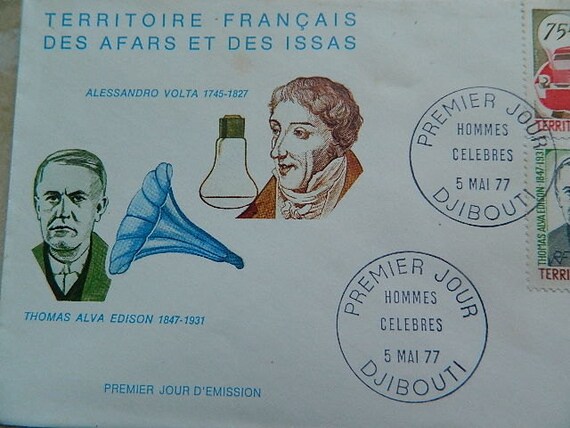 TERRITOIRE FRANÇAIS
DES AFARS ET DES ISSAS
ALESSANDRO VOLTA 1745-1827
THOMAS ALVA EDISON 1847-1931
PREMIER JOUR D'EMISSION
PREMIER JOUR
HOMMES
CELEBRES
5 MAI 77
DJIBOUTI
PREMIER JOUR
HOMMES
CELEBRES
5 MAI 77
DJIBOUTI
75
TERRIT
THOMAS ALVA EDISON 1847-1931
RF
TERRI